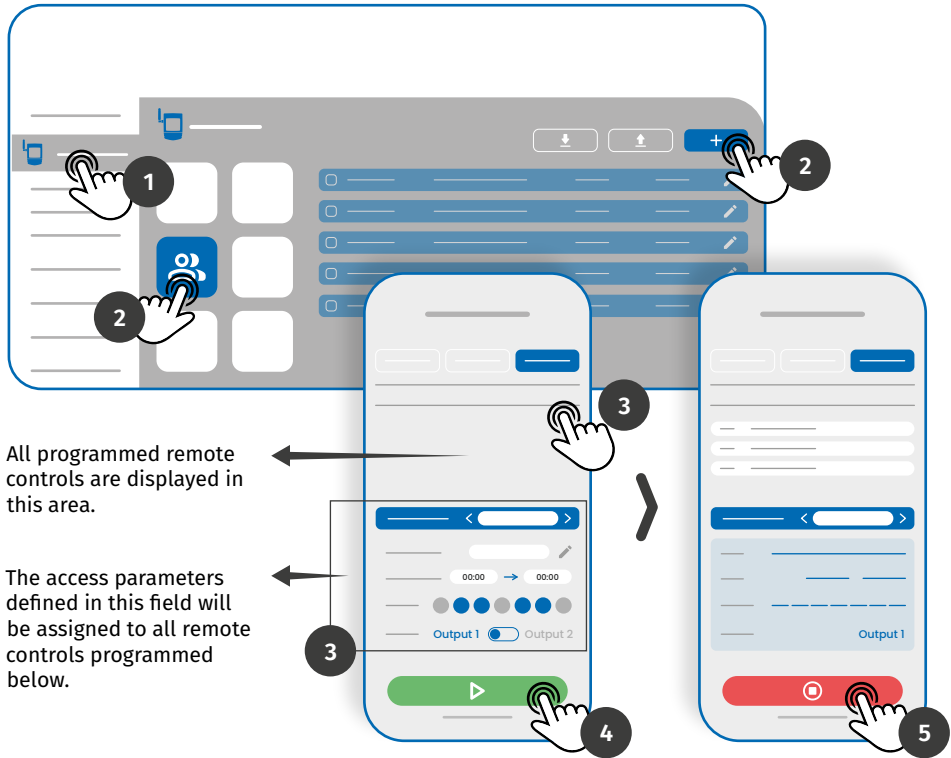 1
2
2
3
All programmed remote
controls are displayed in
this area.
The access parameters
defined in this field will
be assigned to all remote
controls programmed
below.
00:00 → 00:00
Output 1 Output 2
3
4
Output 1
5